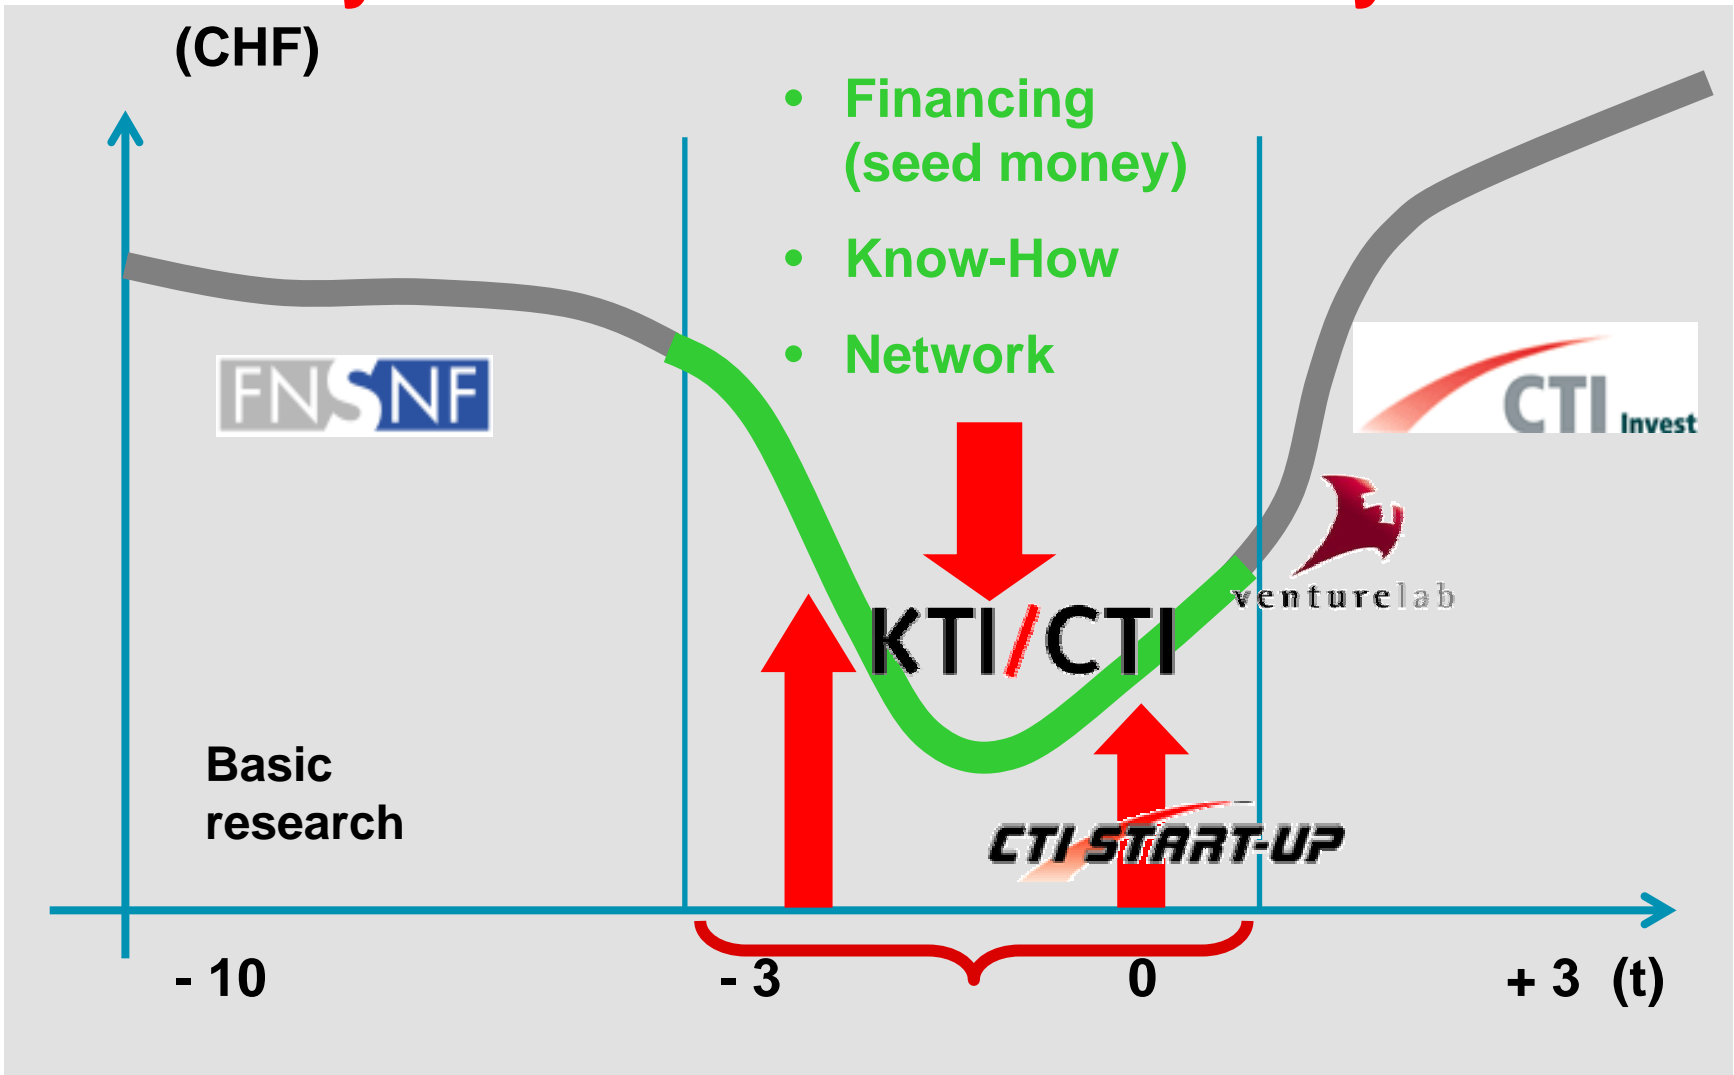 (CHF)
• Financing
(seed money)
• Know-How
• Network
FNSNF
CTI Invest
venturelab
KTI/CTI
Basic
research
CTI START-UP
- 10
- 3
0
+ 3 (t)